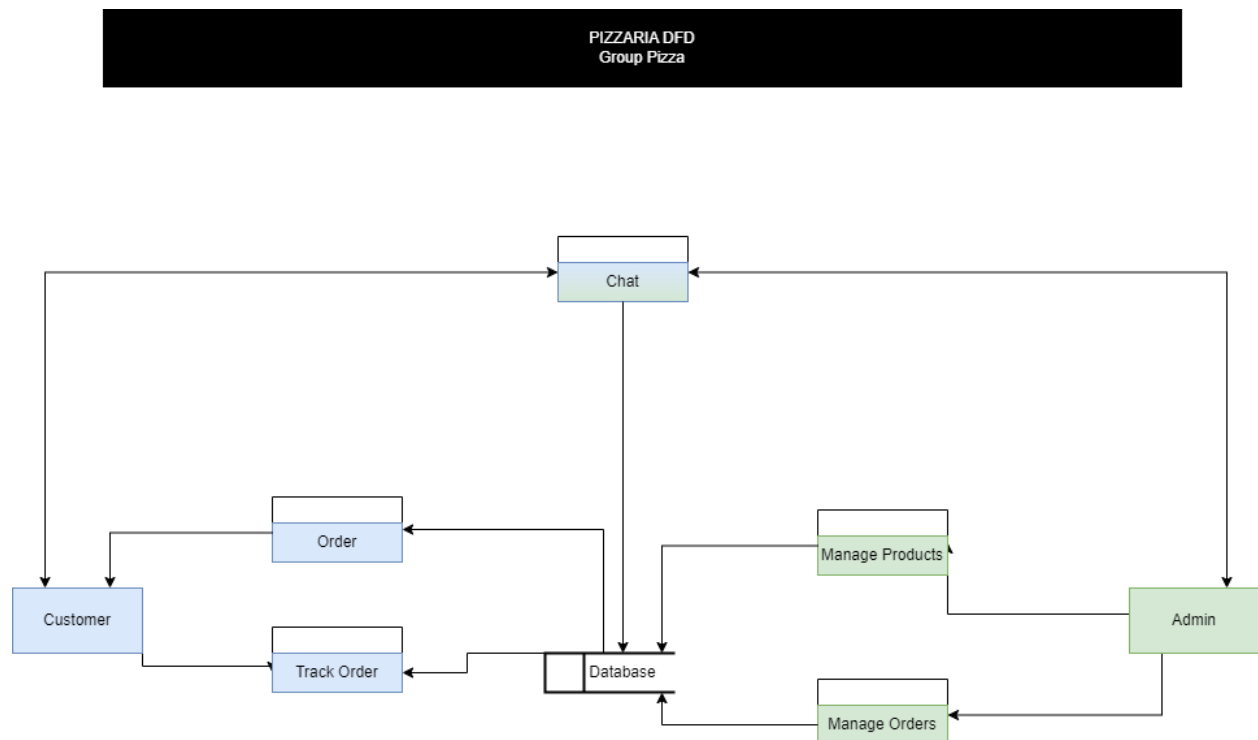 PIZZARIA DFD
Group Pizza
Chat
Order
Manage Products
Customer
Admin
Track Order
Database
Manage Orders